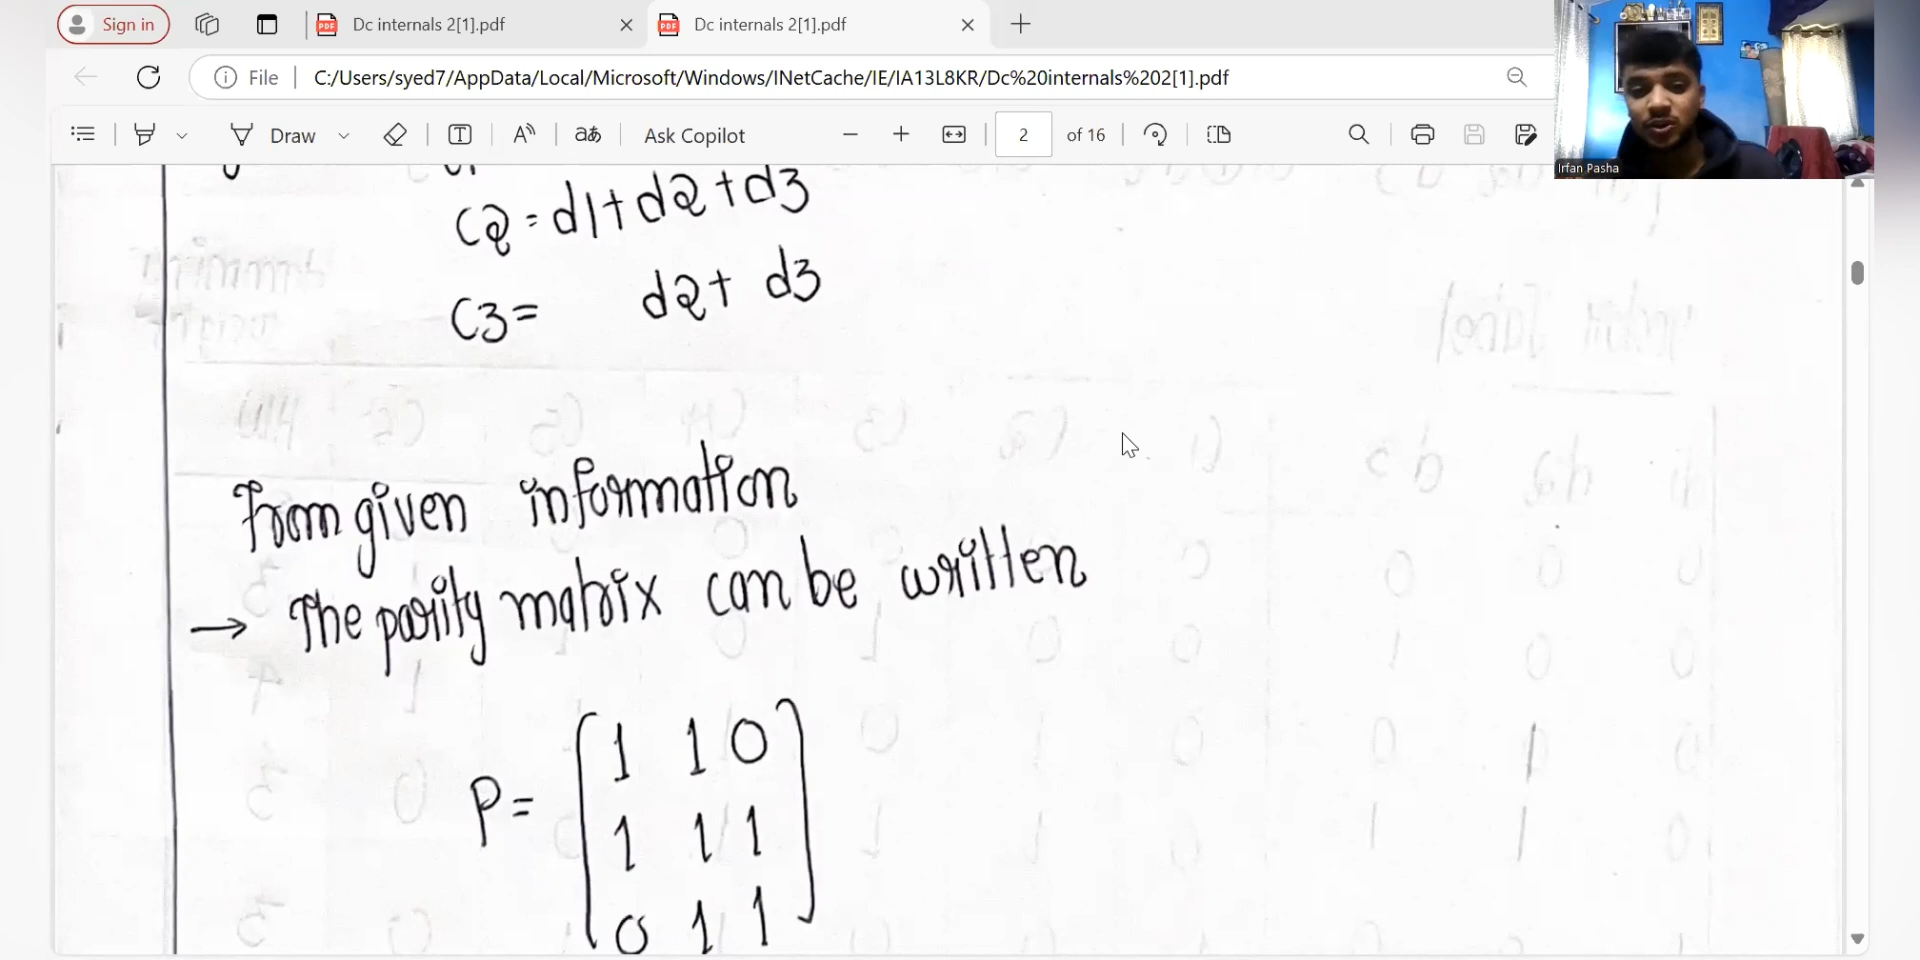 Sign in
Dc internals 2[1].pdf
Dc internals 2[1].pdf
File
C:/Users/syed7/AppData/Local/Microsoft/Windows/INetCache/IE/IA13L8KR/Dc%20internals%202[1].pdf
Draw
Ask Copilot
2 of 16
Irfan Pasha
C2 = d1+d2+d3
C3= d2+ d3
From given information
→ The parity matrix can be written
P=
1 1 0
1 1 1
0 1 1